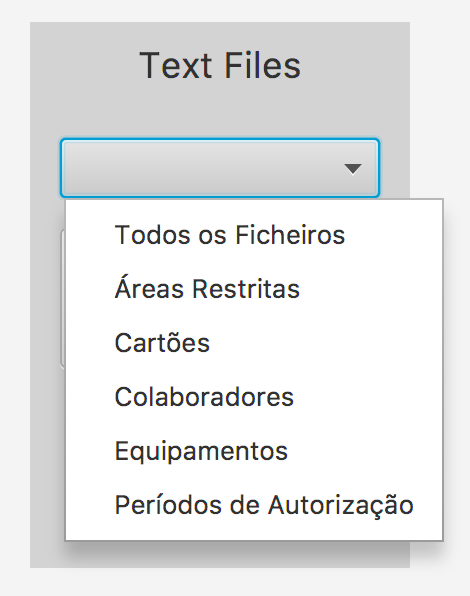 Text Files
Todos os Ficheiros
Áreas Restritas
Cartões
Colaboradores
Equipamentos
Períodos de Autorização